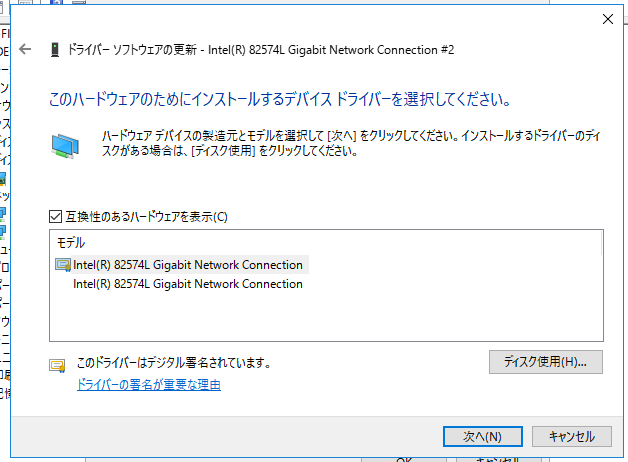 ドライバー ソフトウェアの更新 - Intel(R) 82574L Gigabit Network Connection #2
このハードウェアのためにインストールするデバイス ドライバーを選択してください。
ハードウェア デバイスの製造元とモデルを選択して [次へ] をクリックしてください。インストールするドライバーのディ
スクがある場合は、[ディスク使用] をクリックしてください。
互換性のあるハードウェアを表示(C)
モデル
Intel(R) 82574L Gigabit Network Connection
Intel(R) 82574L Gigabit Network Connection
このドライバーはデジタル署名されています。
ディスク使用(H)...
ドライバーの署名が重要な理由
次へ(N)
キャンセル